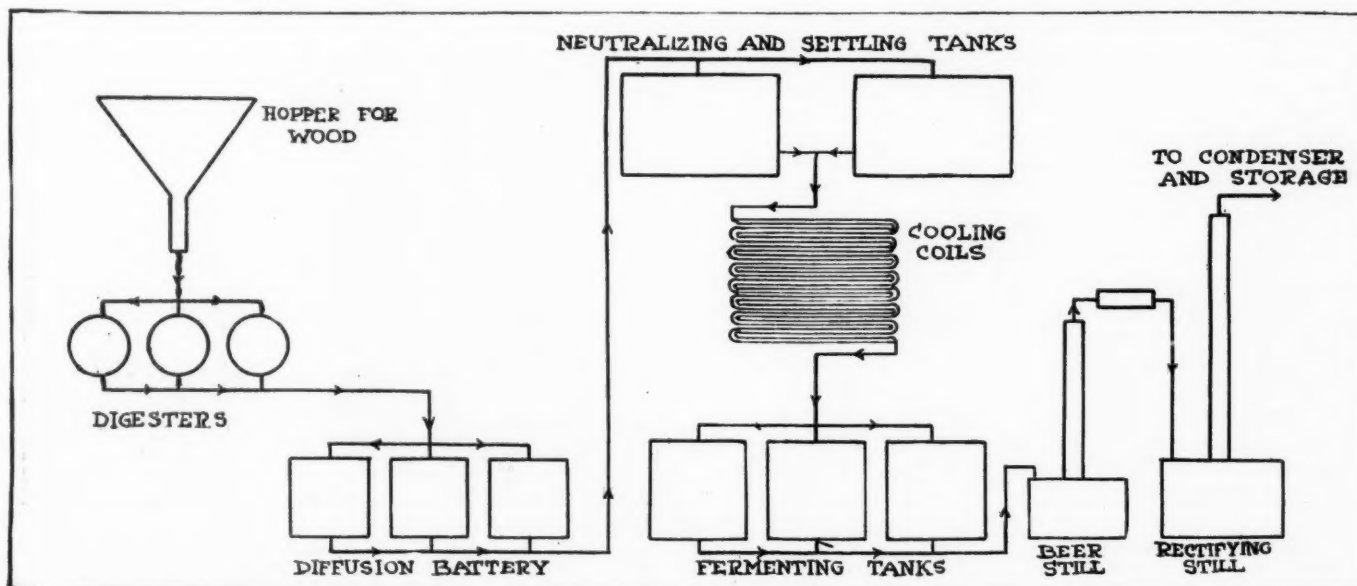 NEUTRALIZING AND SETTLING TANKS
HOPPER FOR
WOOD
TO CONDENSER
AND STORAGE
COOLING
COILS
DIGESTERS
DIFFUSION BATTERY
FERMENTING TANKS
BEER
STILL
RECTIFYING
STILL